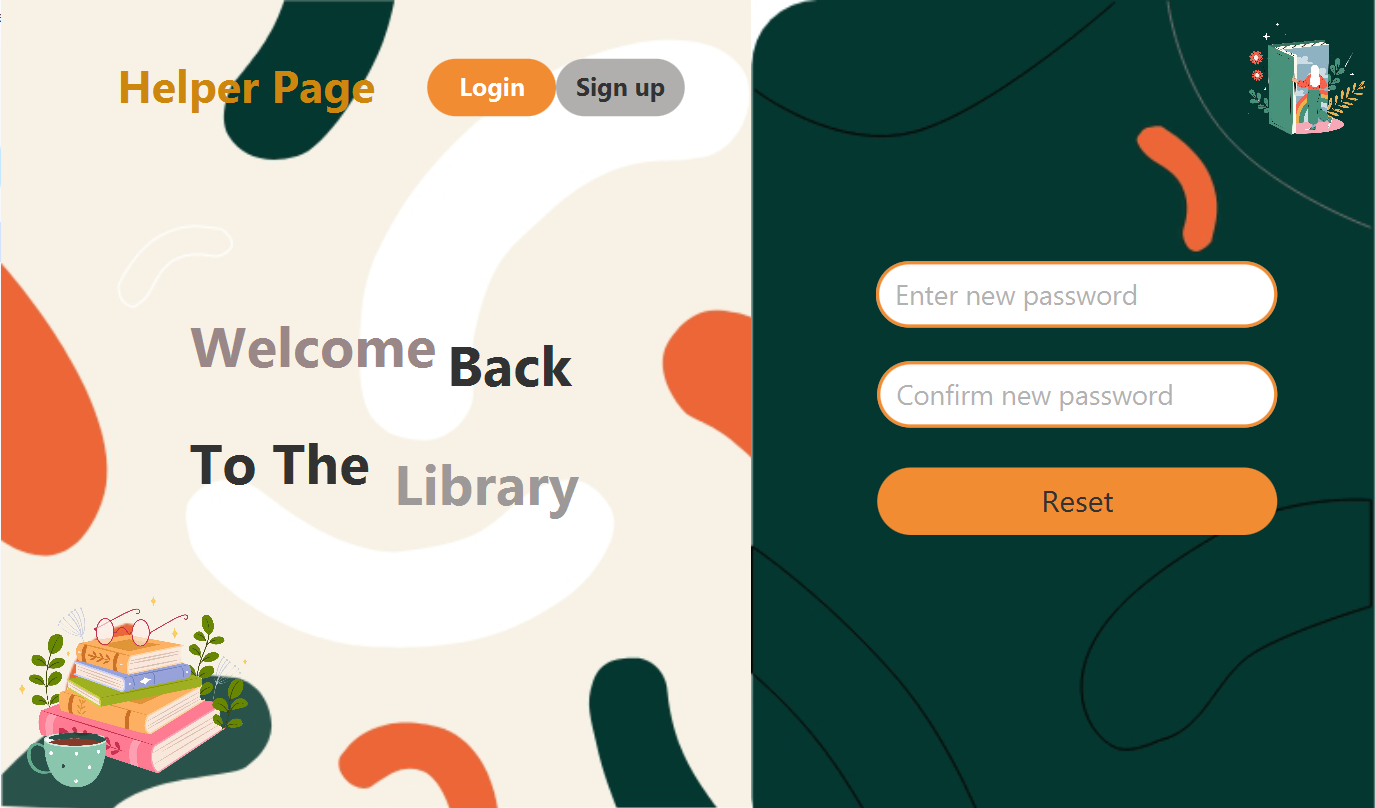 Helper Page
Login
Sign up
Welcome Back
To The Library
Enter new password
Confirm new password
Reset